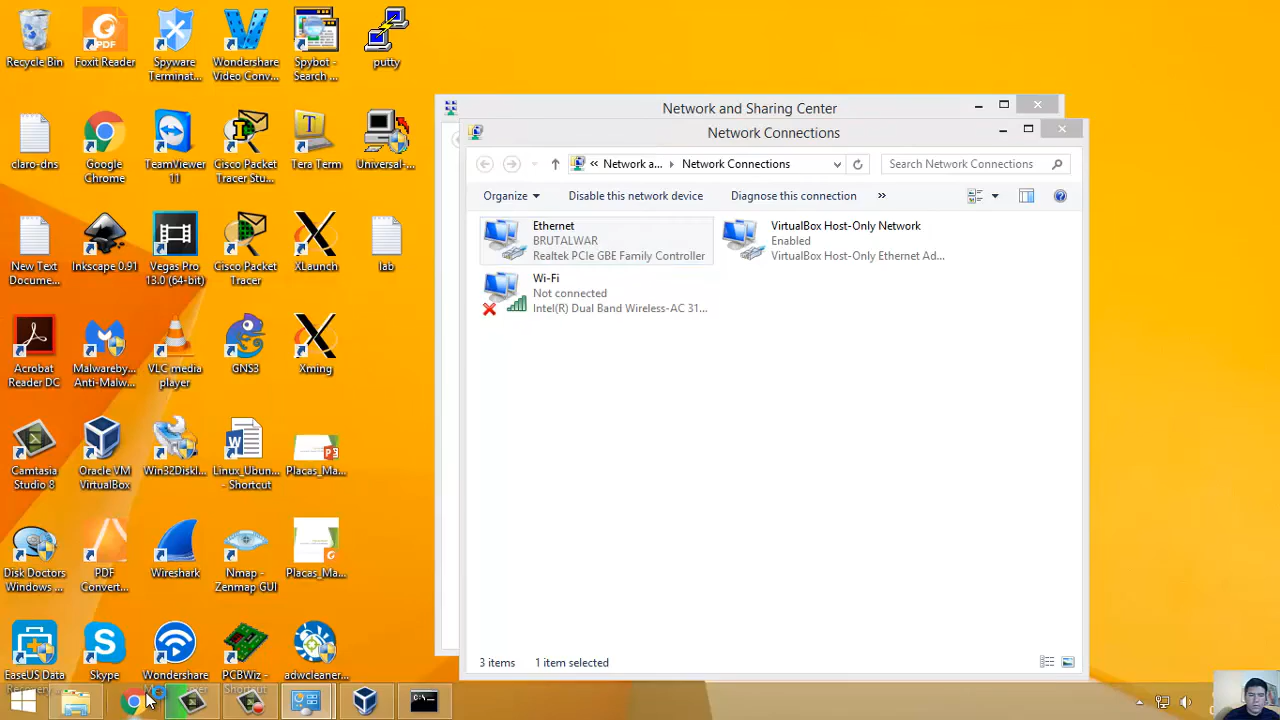 Recycle Bin
Foxit Reader
Spyware
Terminat...
Wondershare
Video Conv...
Spybot -
Search ...
putty
claro-dns
Google
Chrome
TeamViewer
11
Cisco Packet
Tracer Stu...
Tera Term
Universal-...
New Text
Docume...
Inkscape 0.91
Vegas Pro
13.0 (64-bit)
Cisco Packet
Tracer
XLaunch
lab
Acrobat
Reader DC
Malwareby...
Anti-Malw...
VLC media
player
GNS3
Xming
Camtasia
Studio 8
Oracle VM
VirtualBox
Win32DiskI...
Linux_Ubun...
- Shortcut
Placas_Ma...
Disk Doctors
Windows ...
PDF
Convert...
Wireshark
Nmap -
Zenmap GUI
Placas_Ma...
EaseUS Data
Skype
Wondershare
PCBWiz -
Shortcut
adwcleaner...
Network and Sharing Center
Network Connections
« Network a... Network Connections
Search Network Connections
Organize
Disable this network device
Diagnose this connection
»
Ethernet
BRUTALWAR
Realtek PCIe GBE Family Controller
VirtualBox Host-Only Network
Enabled
VirtualBox Host-Only Ethernet Ad...
Wi-Fi
Not connected
Intel(R) Dual Band Wireless-AC 31...
3 items
1 item selected